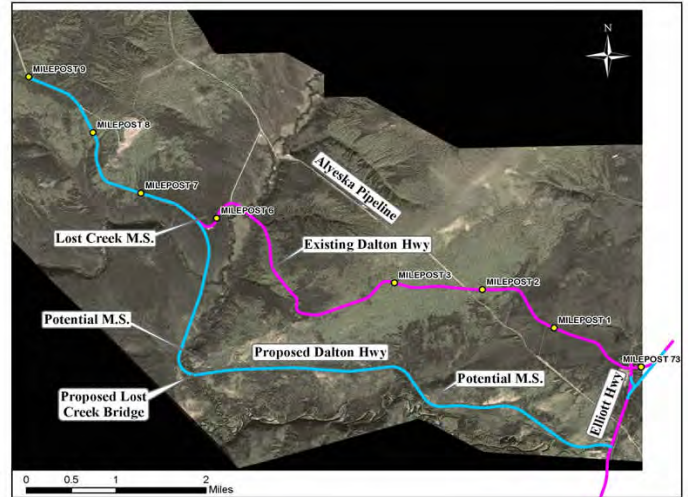 N
MILEPOST 9
MILEPOST 8
MILEPOST 7
Alyeska Pipeline
MILEPOST 6
Lost Creek M.S.
Existing Dalton Hwy
MILEPOST 3
MILEPOST 2
MILEPOST 1
Potential M.S.
Proposed Dalton Hwy
MILEPOST 73
Potential M.S.
Elliott Hwy
Proposed Lost
Creek Bridge
0 0.5 1 2
Miles